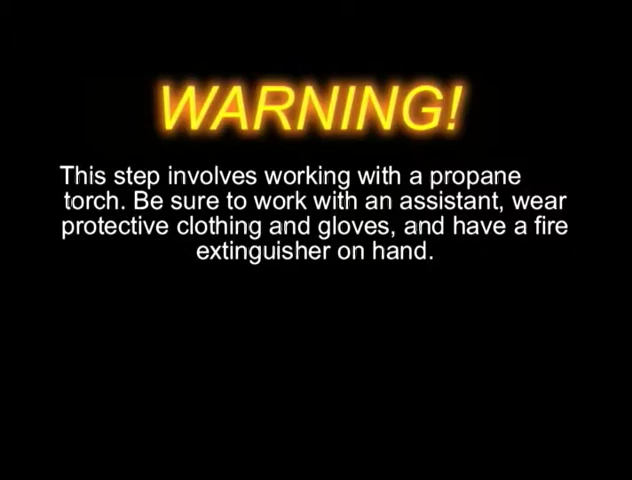 WARNING!
This step involves working with a propane
torch. Be sure to work with an assistant, wear
protective clothing and gloves, and have a fire
extinguisher on hand.